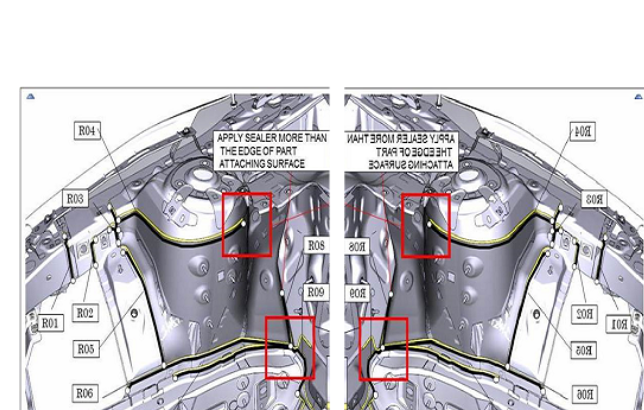 R04
APPLY SEALER MORE THAN
THE EDGE OF PART
ATTACHING SURFACE
R03
R08
R09
R01
R02
R05
R06
APPLY SEALER MORE THAN
THE EDGE OF PART
ATTACHING SURFACE
R04
R03
R08
R09
R02
R01
R05
R06